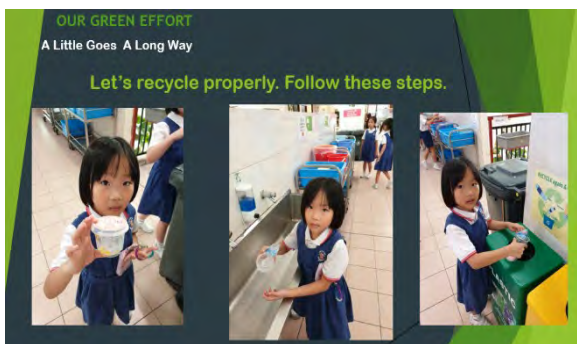 OUR GREEN EFFORT
A Little Goes A Long Way
Let's recycle properly. Follow these steps.